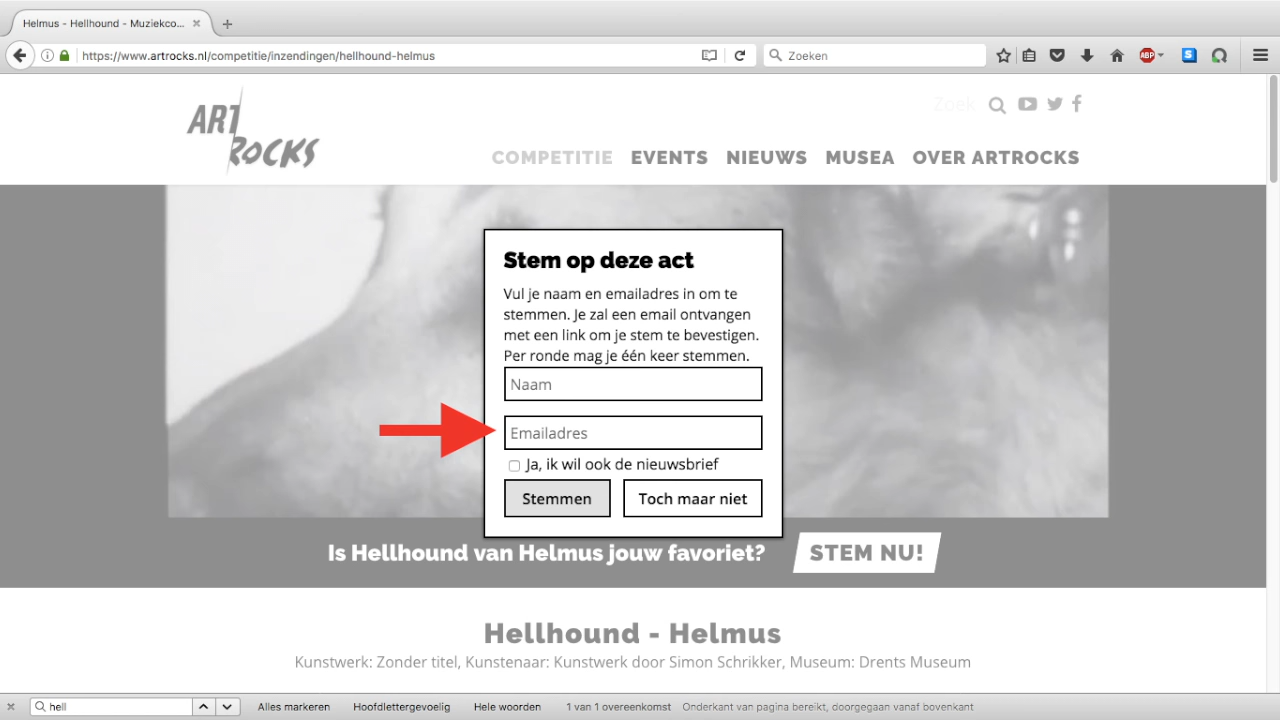 Helmus - Hellhound - Muziekco...
https://www.artrocks.nl/competitie/inzendingen/hellhound-helmus
Zoeken
ABP
S
ART
ROCKS
Zoek
COMPETITIE EVENTS NIEUWS MUSEA OVER ARTROCKS
Stem op deze act
Vul je naam en emailadres in om te
stemmen. Je zal een email ontvangen
met een link om je stem te bevestigen.
Per ronde mag je één keer stemmen.
Naam
Emailadres
Ja, ik wil ook de nieuwsbrief
Stemmen Toch maar niet
Is Hellhound van Helmus jouw favoriet? STEM NU!
Hellhound - Helmus
Kunstwerk: Zonder titel, Kunstenaar: Kunstwerk door Simon Schrikker, Museum: Drents Museum
hell Alles markeren Hoofdlettergevoelig Hele woorden 1 van 1 overeenkomst Onderkant van pagina bereikt, doorgegaan vanaf bovenkant